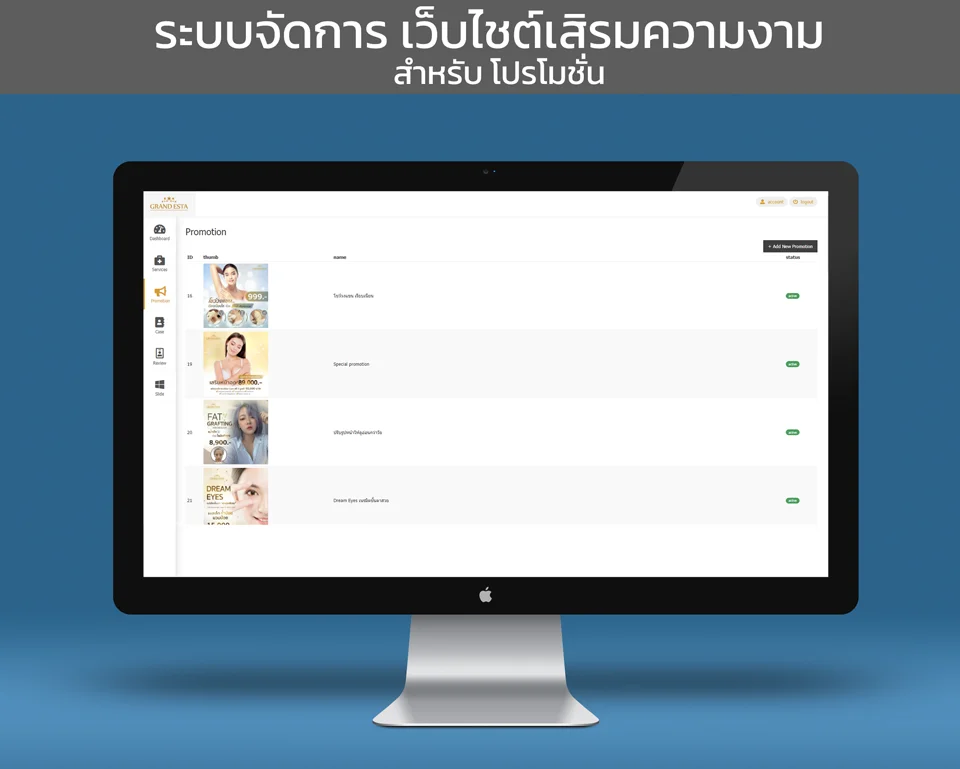 ระบบจัดการ เว็บไซต์เสิรมความงาม
สำหรับ โปรโมชั่น
GRAND ESTA
account
logout
Dashboard
Services
Promotion
Case
Review
Slide
Promotion
+ Add New Promotion
ID thumb name status
16
999.-
active
19
89,000.-
Special promotion
active
20
FAT
GRAFTING
8,900.-
active
21
DREAM
EYES
Dream Eyes
active